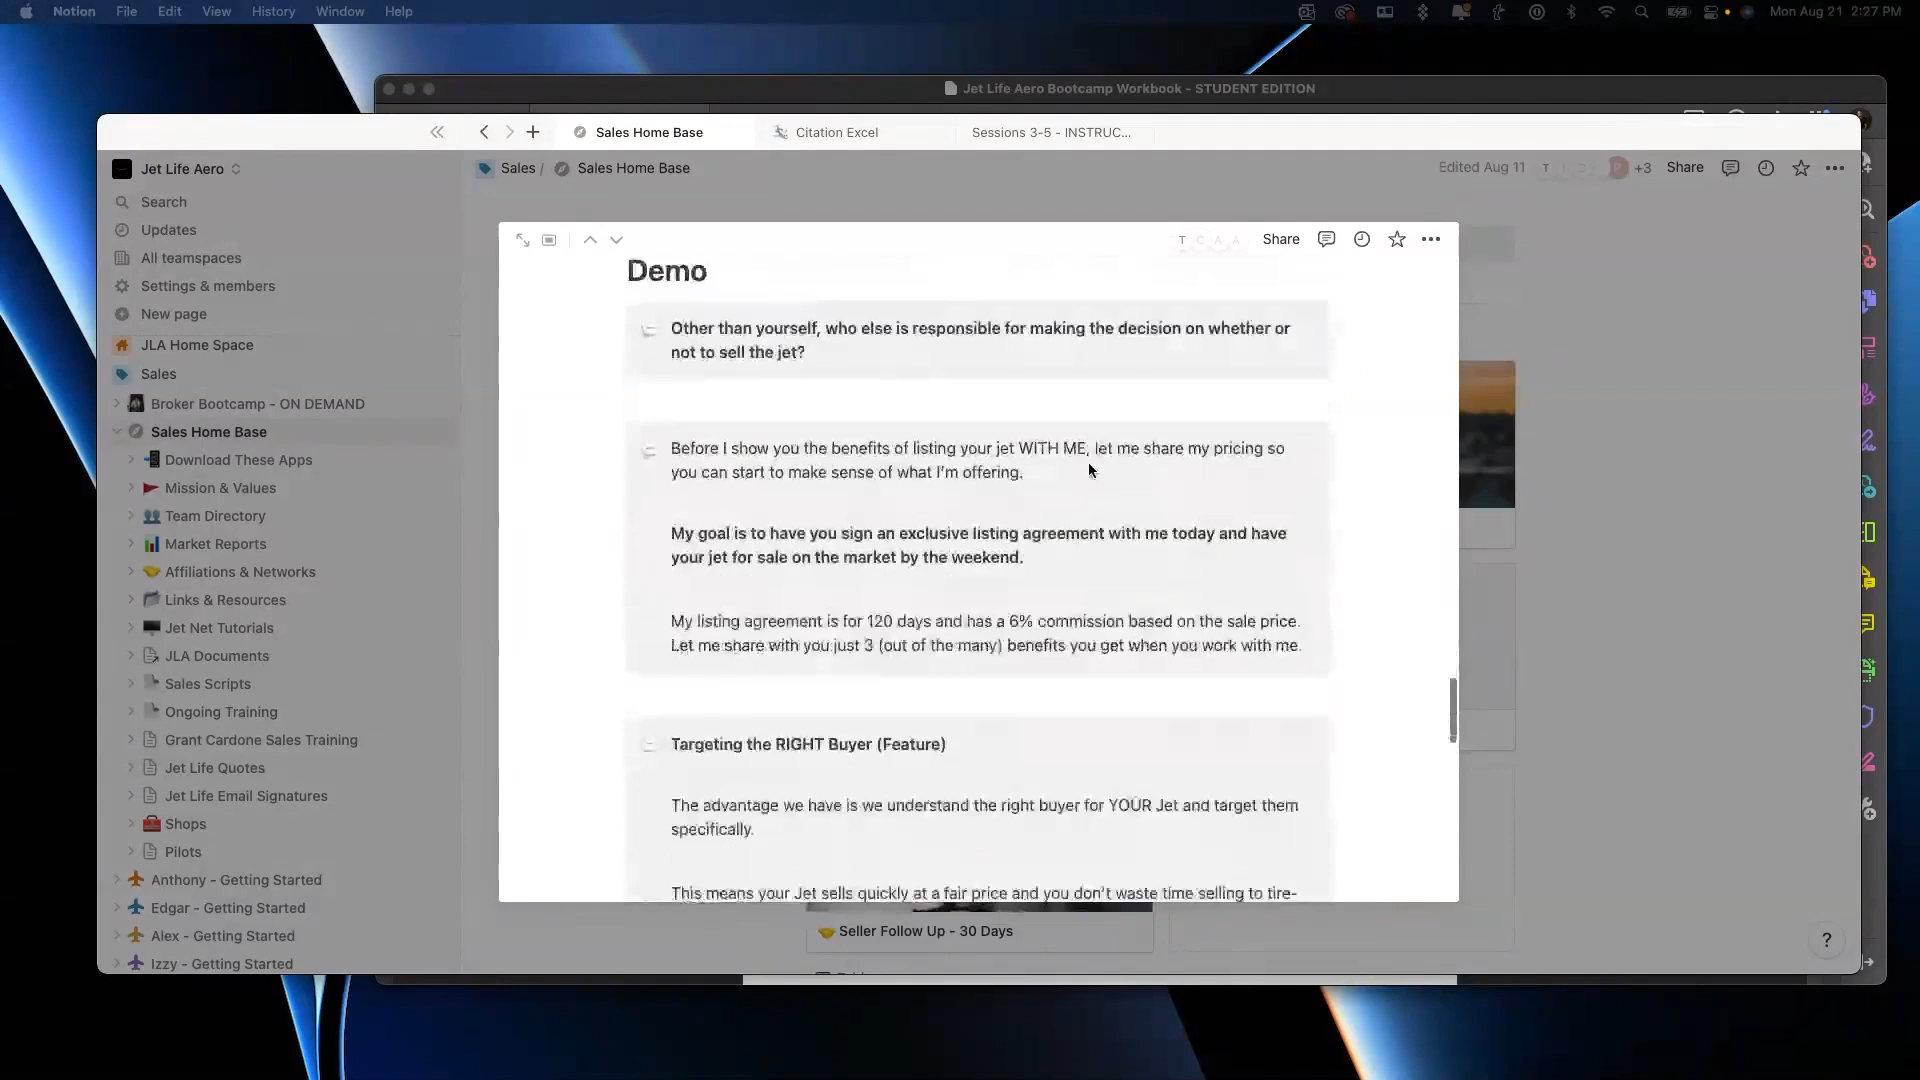 Notion File Edit View History Window Help
Mon Aug 21 2:27 PM
Jet Life Aero Bootcamp Workbook - STUDENT EDITION
Sales Home Base
Citation Excel
Sessions 3-5 - INSTRUC...
Jet Life Aero
Sales / Sales Home Base
Edited Aug 11
+3
Share
Search
Updates
All teamspaces
Settings & members
New page
JLA Home Space
Sales
Broker Bootcamp - ON DEMAND
Sales Home Base
Download These Apps
Mission & Values
Team Directory
Market Reports
Affiliations & Networks
Links & Resources
Jet Net Tutorials
JLA Documents
Sales Scripts
Ongoing Training
Grant Cardone Sales Training
Jet Life Quotes
Jet Life Email Signatures
Shops
Pilots
Anthony - Getting Started
Edgar - Getting Started
Alex - Getting Started
Izzy - Getting Started
T C A A
Share
Demo
Other than yourself, who else is responsible for making the decision on whether or
not to sell the jet?
Before I show you the benefits of listing your jet WITH ME, let me share my pricing so
you can start to make sense of what I'm offering.
My goal is to have you sign an exclusive listing agreement with me today and have
your jet for sale on the market by the weekend.
My listing agreement is for 120 days and has a 6% commission based on the sale price.
Let me share with you just 3 (out of the many) benefits you get when you work with me.
Targeting the RIGHT Buyer (Feature)
The advantage we have is we understand the right buyer for YOUR Jet and target them
specifically.
This means your Jet sells quickly at a fair price and you don't waste time selling to tire-
Seller Follow Up - 30 Days
?